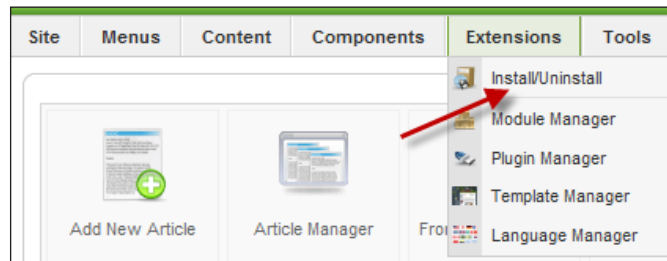 Site Menus Content Components Extensions Tools
Install/Uninstall
Module Manager
Plugin Manager
Template Manager
Language Manager
Add New Article Article Manager Fro